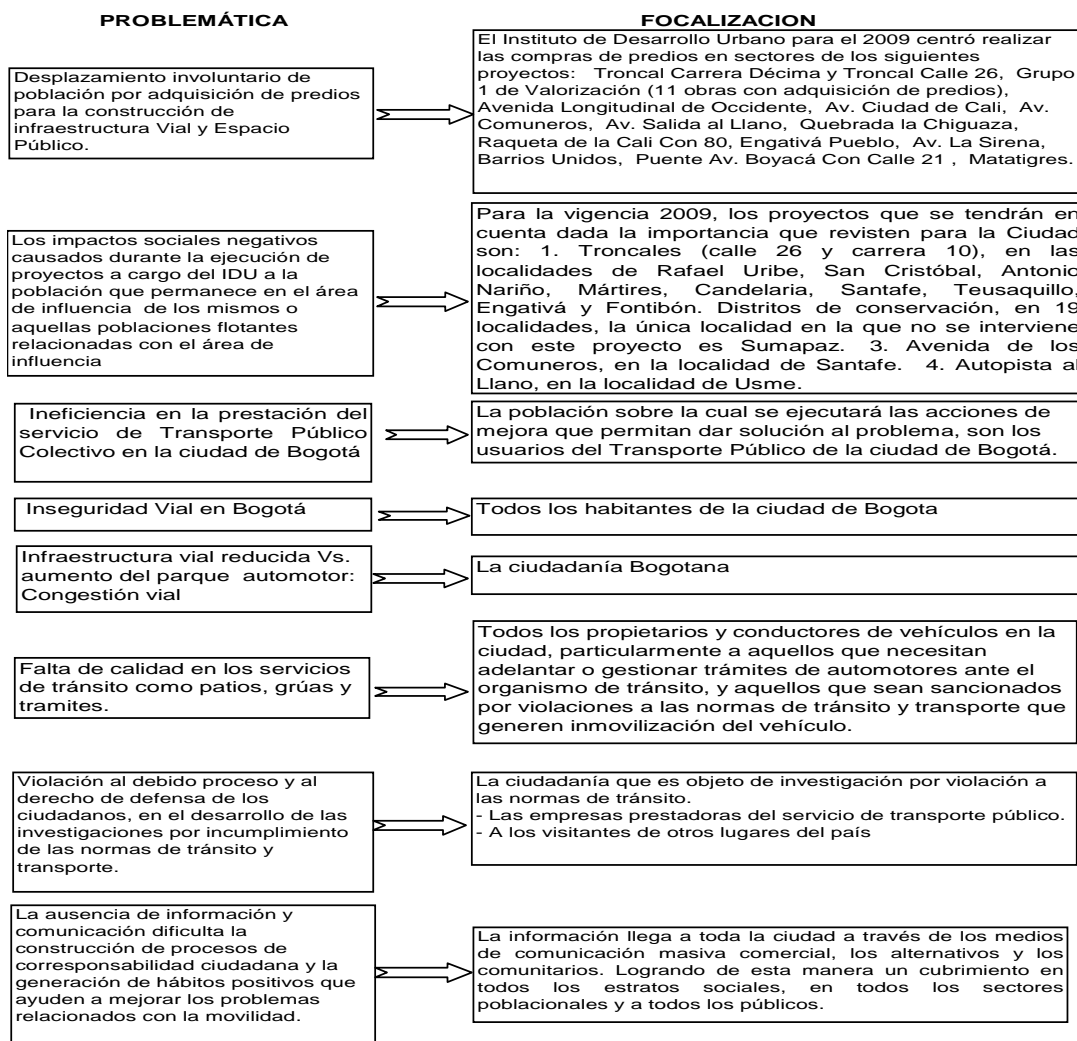 PROBLEMÁTICA
FOCALIZACION
Desplazamiento involuntario de
población por adquisición de predios
para la construcción de
infraestructura Vial y Espacio
Público.
El Instituto de Desarrollo Urbano para el 2009 centró realizar
las compras de predios en sectores de los siguientes
proyectos: Troncal Carrera Décima y Troncal Calle 26, Grupo
1 de Valorización (11 obras con adquisición de predios),
Avenida Longitudinal de Occidente, Av. Ciudad de Cali, Av.
Comuneros, Av. Salida al Llano, Quebrada la Chiguaza,
Raqueta de la Cali Con 80, Engativá Pueblo, Av. La Sirena,
Barrios Unidos, Puente Av. Boyacá Con Calle 21 , Matatigres.
Los impactos sociales negativos
causados durante la ejecución de
proyectos a cargo del IDU a la
población que permanece en el área
de influencia de los mismos o
aquellas poblaciones flotantes
relacionadas con el área de
influencia
Para la vigencia 2009, los proyectos que se tendrán en
cuenta dada la importancia que revisten para la Ciudad
son: 1. Troncales (calle 26 y carrera 10), en las
localidades de Rafael Uribe, San Cristóbal, Antonio
Nariño, Mártires, Candelaria, Santafe, Teusaquillo,
Engativá y Fontibón. Distritos de conservación, en 19
localidades, la única localidad en la que no se interviene
con este proyecto es Sumapaz. 3. Avenida de los
Comuneros, en la localidad de Santafe. 4. Autopista al
Llano, en la localidad de Usme.
Ineficiencia en la prestación del
servicio de Transporte Público
Colectivo en la ciudad de Bogotá
La población sobre la cual se ejecutará las acciones de
mejora que permitan dar solución al problema, son los
usuarios del Transporte Público de la ciudad de Bogotá.
Inseguridad Vial en Bogotá
Todos los habitantes de la ciudad de Bogota
Infraestructura vial reducida Vs.
aumento del parque automotor:
Congestión vial
La ciudadanía Bogotana
Falta de calidad en los servicios
de tránsito como patios, grúas y
tramites.
Todos los propietarios y conductores de vehículos en la
ciudad, particularmente a aquellos que necesitan
adelantar o gestionar trámites de automotores ante el
organismo de tránsito, y aquellos que sean sancionados
por violaciones a las normas de tránsito y transporte que
generen inmovilización del vehículo.
Violación al debido proceso y al
derecho de defensa de los
ciudadanos, en el desarrollo de las
investigaciones por incumplimiento
de las normas de tránsito y
transporte.
La ciudadanía que es objeto de investigación por violación a
las normas de tránsito.
- Las empresas prestadoras del servicio de transporte público.
- A los visitantes de otros lugares del país
La ausencia de información y
comunicación dificulta la
construcción de procesos de
corresponsabilidad ciudadana y la
generación de hábitos positivos que
ayuden a mejorar los problemas
relacionados con la movilidad.
La información llega a toda la ciudad a través de los medios
de comunicación masiva comercial, los alternativos y los
comunitarios. Logrando de esta manera un cubrimiento en
todos los estratos sociales, en todos los sectores
poblacionales y a todos los públicos.